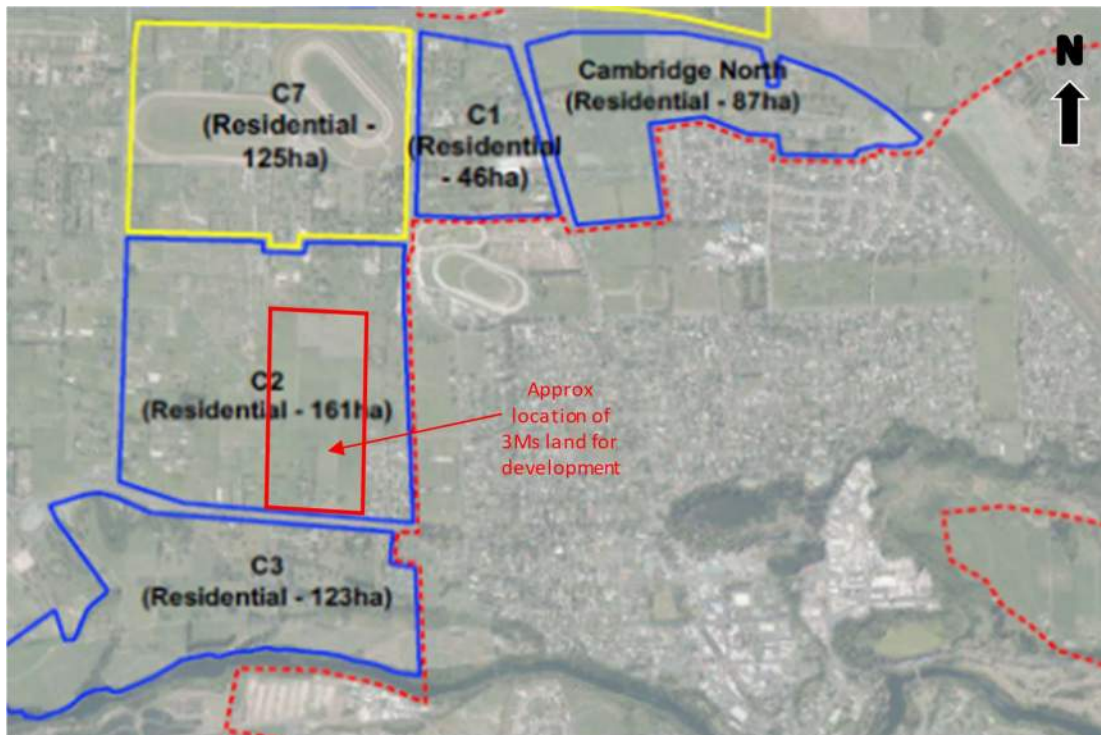 N
C7
(Residential -
125ha)
C1
(Residential
- 46ha)
Cambridge North
(Residential - 87ha)
C2
(Residential - 161ha)
Approx
location of
3Ms land for
development
C3
(Residential - 123ha)